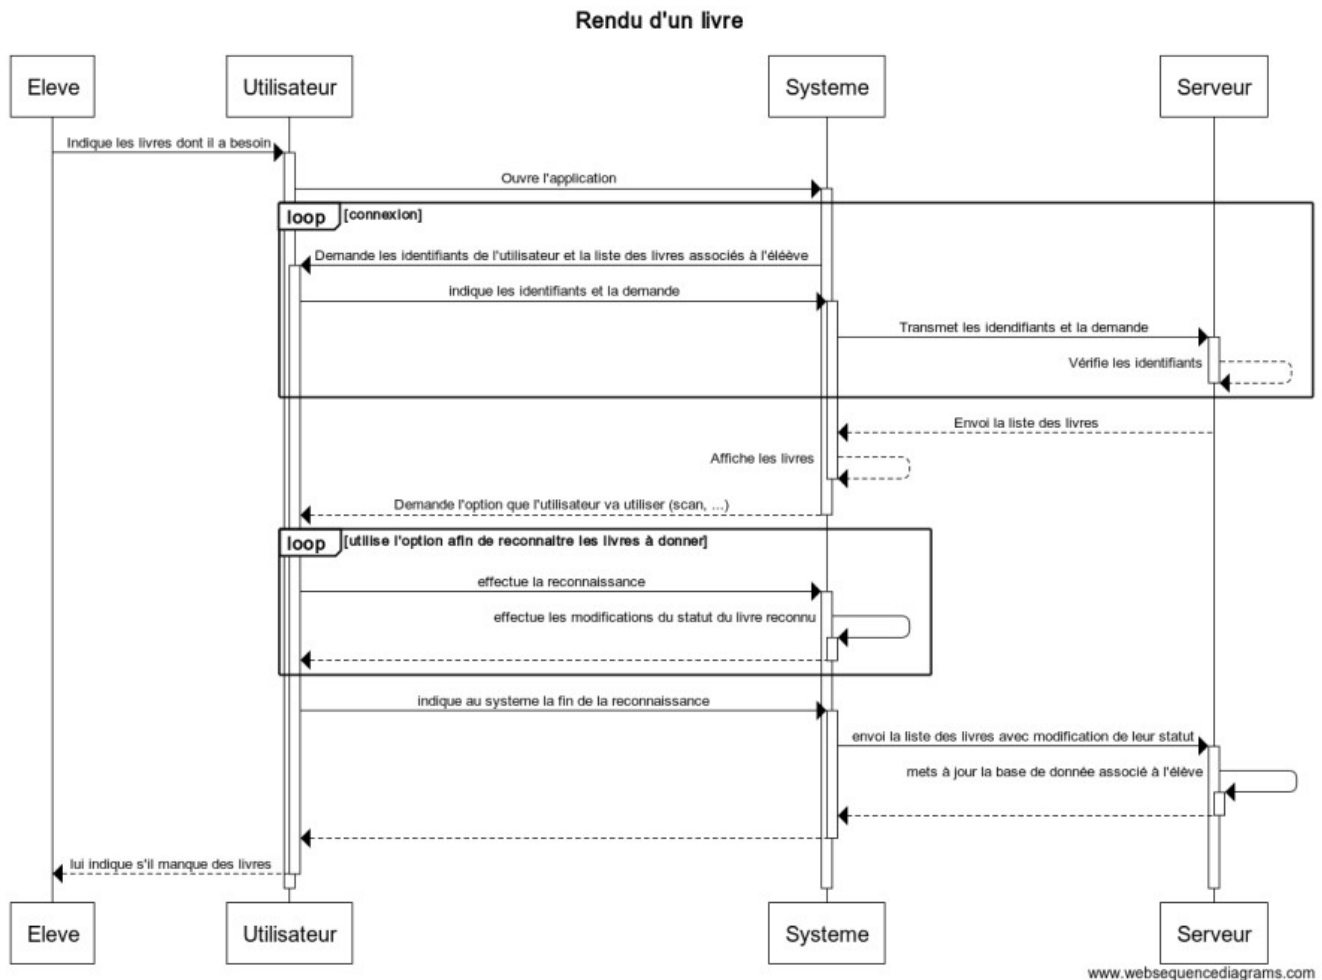 Rendu d'un livre
Eleve
Utilisateur
Systeme
Serveur
Indique les livres dont il a besoin
Ouvre l'application
loop
[connexion]
Demande les identifiants de l'utilisateur et la liste des livres associés à l'éléève
indique les identifiants et la demande
Transmet les idendifiants et la demande
Vérifie les identifiants
Envoi la liste des livres
Affiche les livres
Demande l'option que l'utilisateur va utiliser (scan, ...)
loop
[utilise l'option afin de reconnaitre les livres à donner]
effectue la reconnaissance
effectue les modifications du statut du livre reconnu
indique au systeme la fin de la reconnaissance
envoi la liste des livres avec modification de leur statut
mets à jour la base de donnée associé à l'élève
lui indique s'il manque des livres
Eleve
Utilisateur
Systeme
Serveur
www.websequencediagrams.com